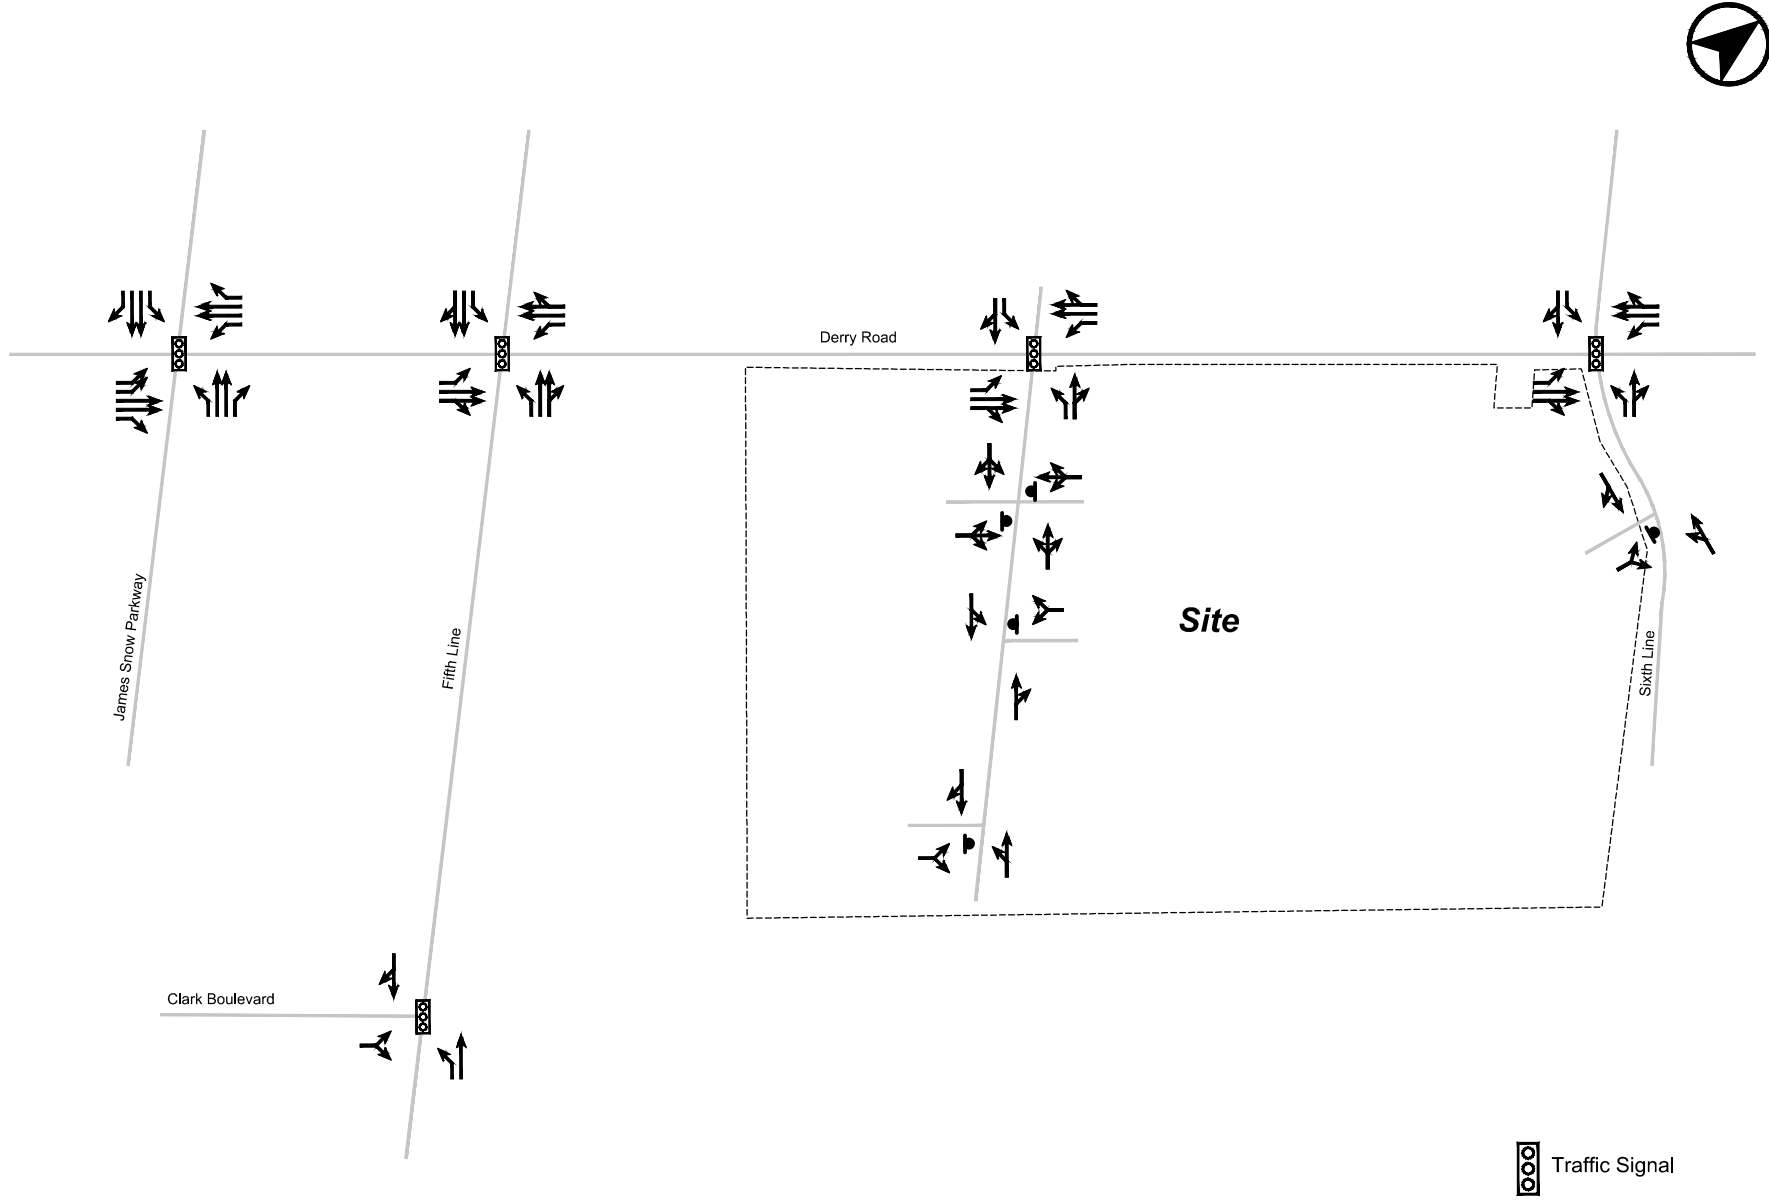 Derry Road
James Snow Parkway
Fifth Line
Site
Sixth Line
Clark Boulevard
Traffic Signal